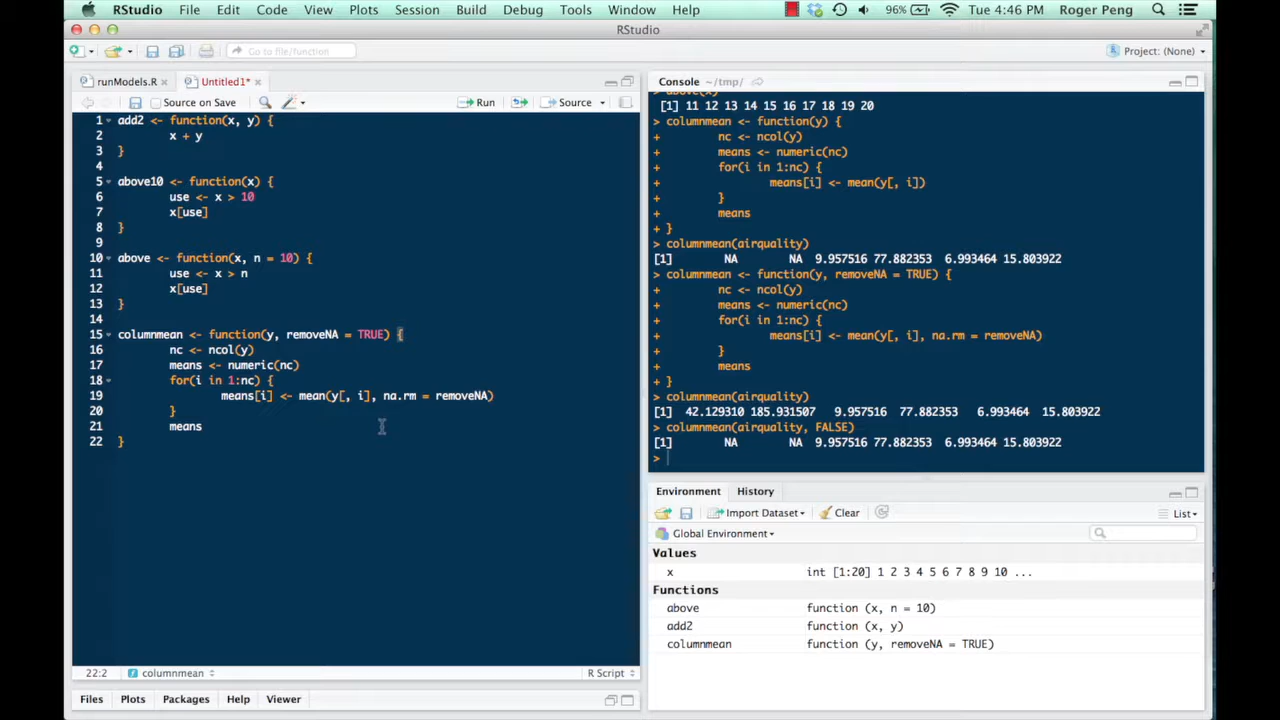 RStudio File Edit Code View Plots Session Build Debug Tools Window Help 96% Tue 4:46 PM Roger Peng
RStudio
Go to file/function Project: (None)
runModels.R Untitled1*
Source on Save Run Source
1 add2 <- function(x, y) {
2 x + y
3 }
4
5 above10 <- function(x) {
6 use <- x > 10
7 x[use]
8 }
9
10 above <- function(x, n = 10) {
11 use <- x > n
12 x[use]
13 }
14
15 columnmean <- function(y, removeNA = TRUE) {
16 nc <- ncol(y)
17 means <- numeric(nc)
18 for(i in 1:nc) {
19 means[i] <- mean(y[, i], na.rm = removeNA)
20 }
21 means
22 }
22:2 columnmean R Script
Files Plots Packages Help Viewer
Console ~/tmp/
> above(x)
[1] 11 12 13 14 15 16 17 18 19 20
> columnmean <- function(y) {
+ nc <- ncol(y)
+ means <- numeric(nc)
+ for(i in 1:nc) {
+ means[i] <- mean(y[, i])
+ }
+ means
+ }
> columnmean(airquality)
[1] NA NA 9.957516 77.882353 6.993464 15.803922
> columnmean <- function(y, removeNA = TRUE) {
+ nc <- ncol(y)
+ means <- numeric(nc)
+ for(i in 1:nc) {
+ means[i] <- mean(y[, i], na.rm = removeNA)
+ }
+ means
+ }
> columnmean(airquality)
[1] 42.129310 185.931507 9.957516 77.882353 6.993464 15.803922
> columnmean(airquality, FALSE)
[1] NA NA 9.957516 77.882353 6.993464 15.803922
>
Environment History
Import Dataset Clear List
Global Environment
Values
x int [1:20] 1 2 3 4 5 6 7 8 9 10 ...
Functions
above function (x, n = 10)
add2 function (x, y)
columnmean function (y, removeNA = TRUE)